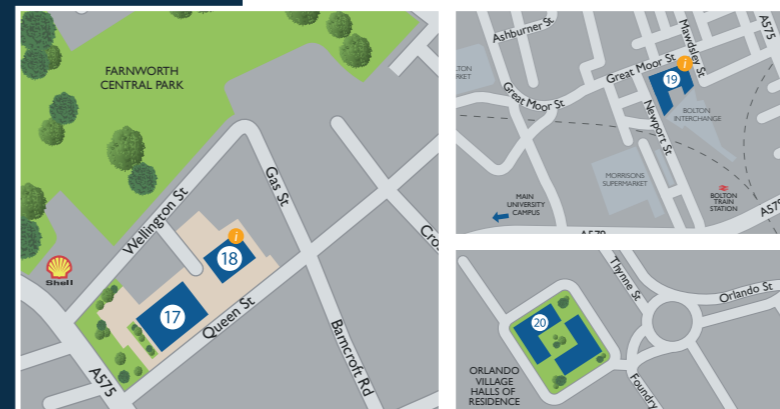 FARNWORTH
CENTRAL PARK
Wellington St
Gas St
Shell
i
18
17
Queen St
A575
Barncroft Rd
Ashburner St
Mawdsley St
A575
Great Moor St
i
19
Great Moor St
BOLTON
INTERCHANGE
Newport St
MORRISONS
SUPERMARKET
MAIN
UNIVERSITY
CAMPUS
BOLTON
TRAIN
STATION
Thynne St
Orlando St
20
ORLANDO
VILLAGE
HALLS OF
RESIDENCE
Foundry